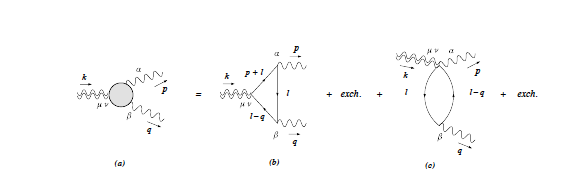 k
α
p
μ ν
β
q
=
k
p + l
α
p
l
μ ν
l−q
β
q
+ exch. +
μ ν α
k
p
l
l−q
β
q
+ exch.
(a)
(b)
(c)